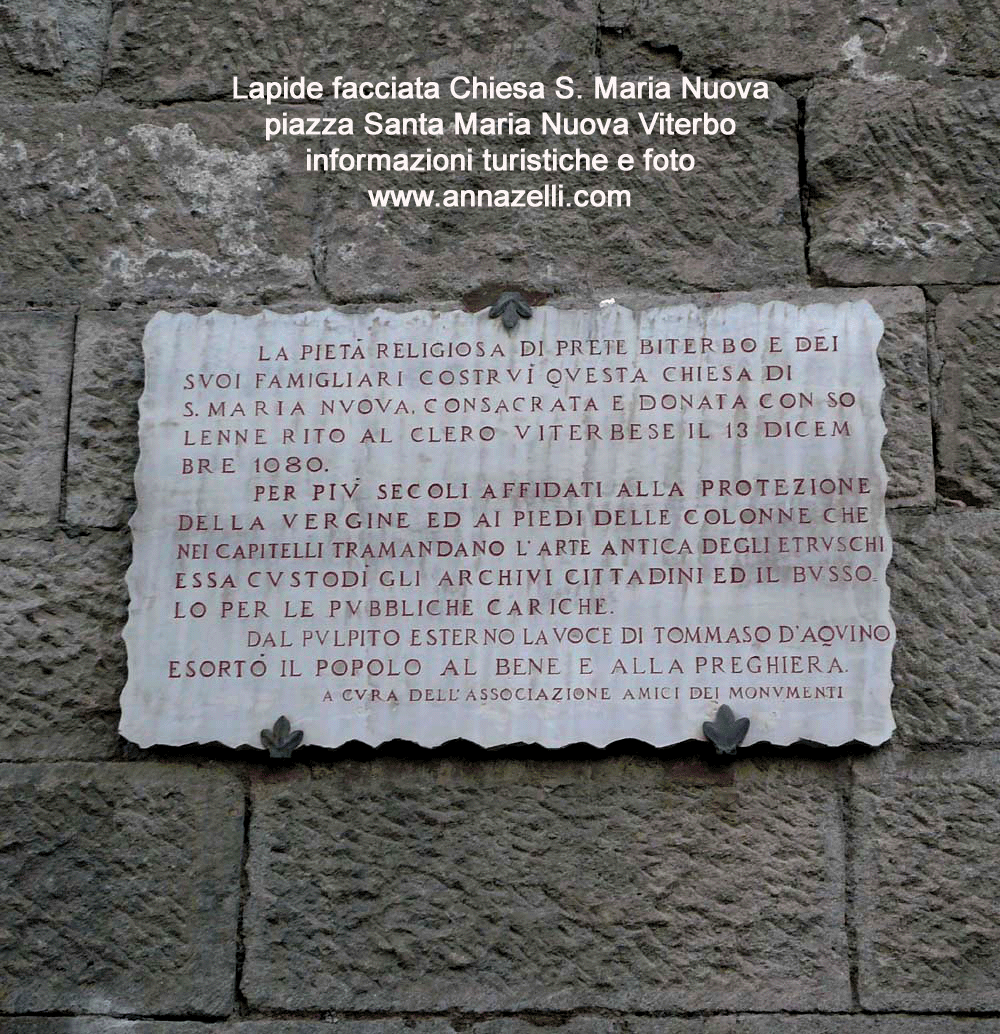 Lapide facciata Chiesa S. Maria Nuova
piazza Santa Maria Nuova Viterbo
informazioni turistiche e foto
www.annazelli.com
LA PIETÀ RELIGIOSA DI PRETE BITERBO E DEI
SVOI FAMIGLIARI COSTRVÌ QVESTA CHIESA DI
S. MARIA NVOVA, CONSACRATA E DONATA CON SO
LENNE RITO AL CLERO VITERBESE IL 13 DICEM
BRE 1080.
PER PIV̀ SECOLI AFFIDATI ALLA PROTEZIONE
DELLA VERGINE ED AI PIEDI DELLE COLONNE CHE
NEI CAPITELLI TRAMANDANO L'ARTE ANTICA DEGLI ETRVSCHI
ESSA CVSTODÌ GLI ARCHIVI CITTADINI ED IL BVSSO-
LO PER LE PVBBLICHE CARICHE.
DAL PVLPITO ESTERNO LA VOCE DI TOMMASO D'AQVINO
ESORTÒ IL POPOLO AL BENE E ALLA PREGHIERA.
A CVRA DELL'ASSOCIAZIONE AMICI DEI MONVMENTI